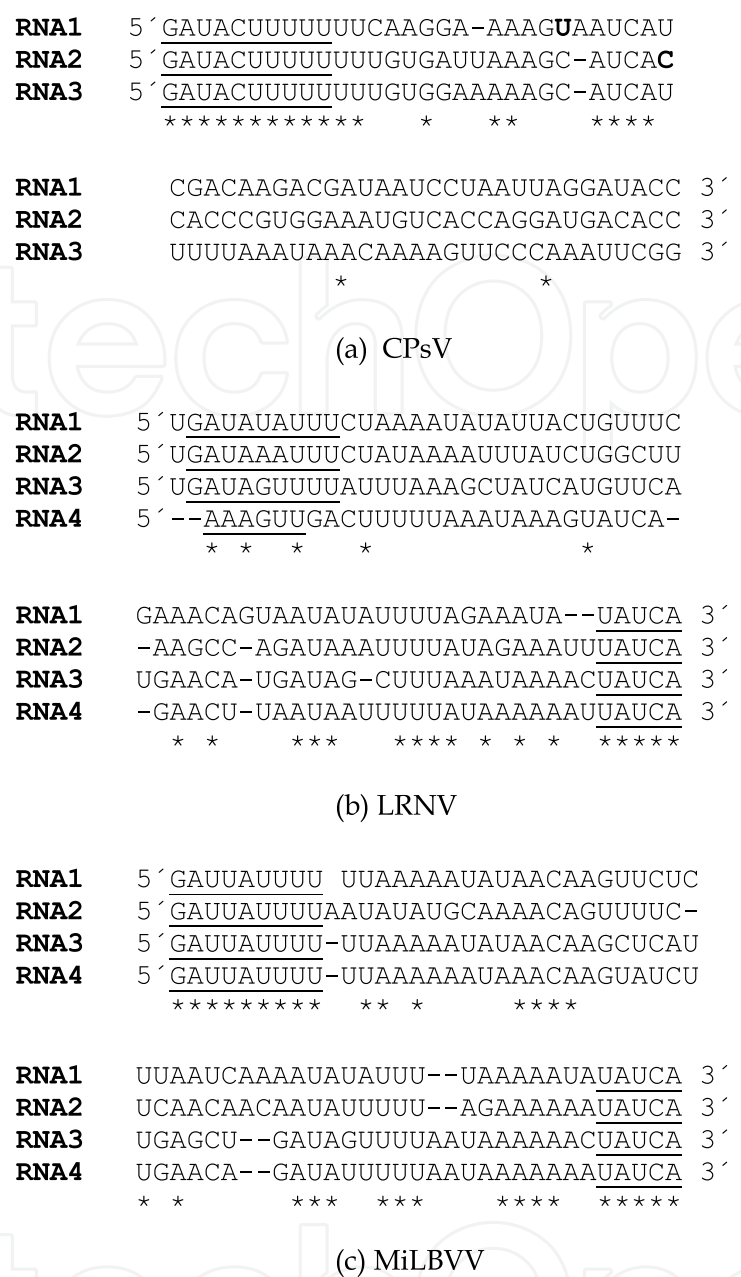 RNA1 5´GAUACUUUUUUUCAAGGA-AAAGUAAUCAU
RNA2 5´GAUACUUUUUUUUGUGAUUAAAGC-AUCAC
RNA3 5´GAUACUUUUUUUUGUGGAAAAAGC-AUCAU
************ * ** ****
RNA1 CGACAAGACGAUAAUCCUAAUUAGGAUACC 3´
RNA2 CACCCGUGGAAAUGUCACCAGGAUGACACC 3´
RNA3 UUUUAAAUAAACAAAAGUUCCCAAAUUCGG 3´
* *
(a) CPsV
RNA1 5´UGAUAUAUUUCUAAAAUAUAUUACUGUUUC
RNA2 5´UGAUAAAUUUCUAUAAAAUUUAUCUGGCUU
RNA3 5´UGAUAGUUUUAUUUAAAGCUAUCAUGUUCA
RNA4 5´--AAAGUUGACUUUUUAAAUAAAGUAUCA-
* * * * *
RNA1 GAAACAGUAAUAUAUUUUAGAAAUA--UAUCA 3´
RNA2 -AAGCC-AGAUAAAUUUUAUAGAAAUUUAUCA 3´
RNA3 UGAACA-UGAUAG-CUUUAAAUAAAACUAUCA 3´
RNA4 -GAACU-UAAUAAUUUUUAUAAAAAAUUAUCA 3´
* * *** **** * * * *****
(b) LRNV
RNA1 5´GAUUAUUUU UUAAAAAUAUAACAAGUUCUC
RNA2 5´GAUUAUUUUAAUAUAUGCAAAACAGUUUUC-
RNA3 5´GAUUAUUUU-UUAAAAAUAUAACAAGCUCAU
RNA4 5´GAUUAUUUU-UUAAAAAAUAAACAAGUAUCU
********* ** * ****
RNA1 UUAAUCAAAAUAUAUUU--UAAAAAUAUAUCA 3´
RNA2 UCAACAACAAUAUUUUU--AGAAAAAAUAUCA 3´
RNA3 UGAGCU--GAUAGUUUUAAUAAAAAACUAUCA 3´
RNA4 UGAACA--GAUAUUUUUAAUAAAAAAAUAUCA 3´
* * *** *** **** *****
(c) MiLBVV